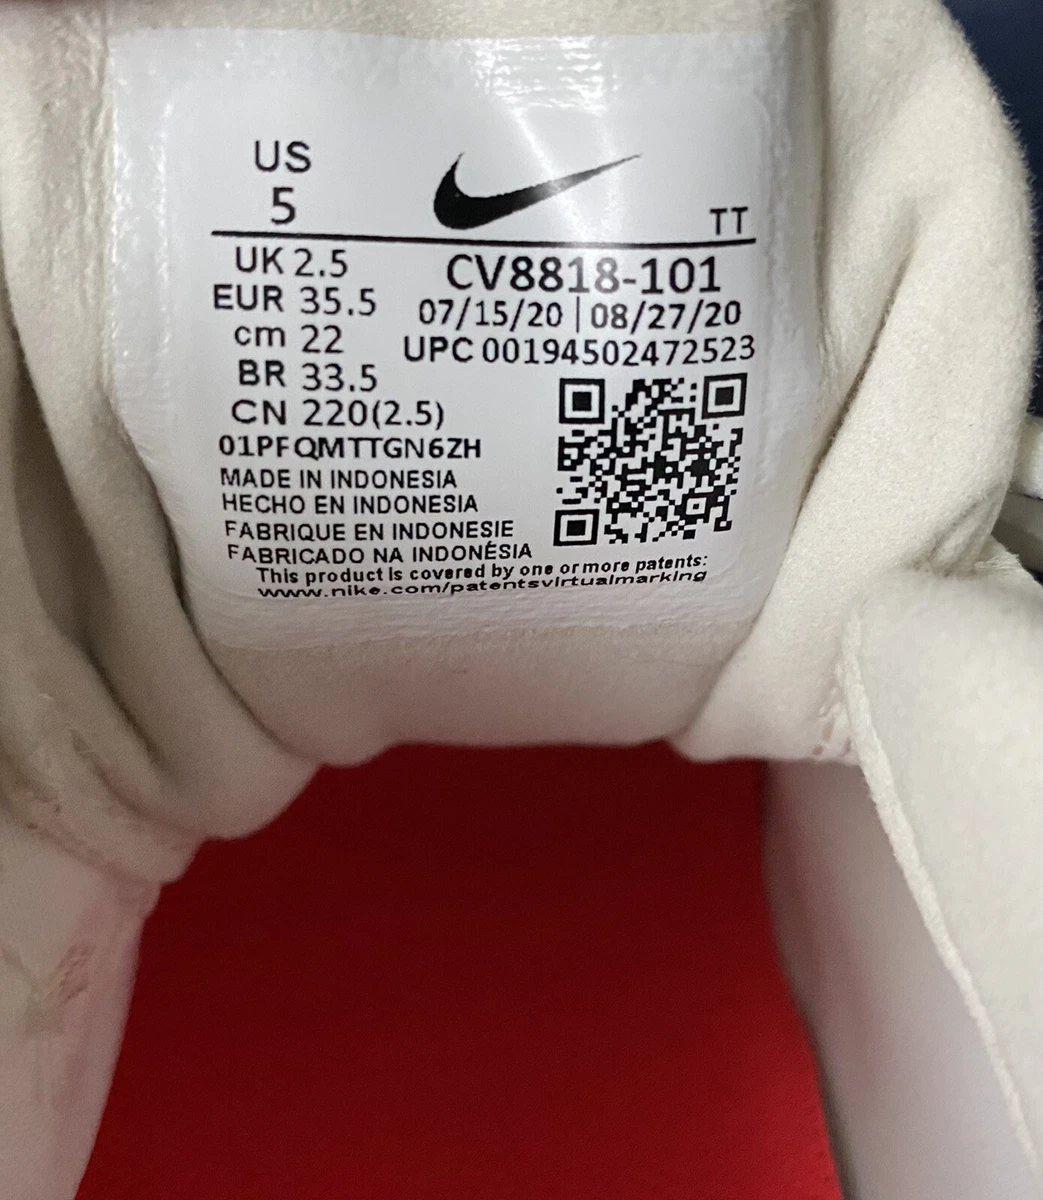 US
5
TT
UK 2.5
EUR 35.5
cm 22
BR 33.5
CN 220(2.5)
CV8818-101
07/15/20 | 08/27/20
UPC 00194502472523
01PFQMTTGN6ZH
MADE IN INDONESIA
HECHO EN INDONESIA
FABRIQUE EN INDONESIE
FABRICADO NA INDONÉSIA
This product is covered by one or more patents:
www.nike.com/patentsvirtualmarking